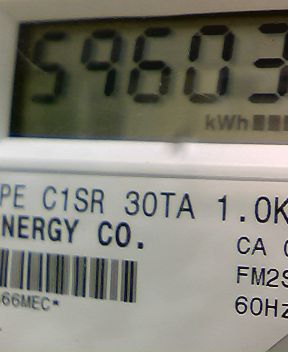 59603
kWh
PE C1SR 30TA 1.0K
NERGY CO.
CA
FM2S
66MEC*
60Hz